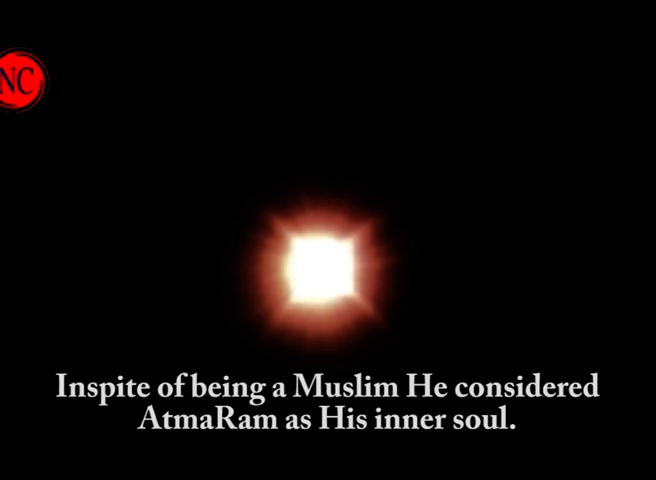 NC
Inspite of being a Muslim He considered
AtmaRam as His inner soul.